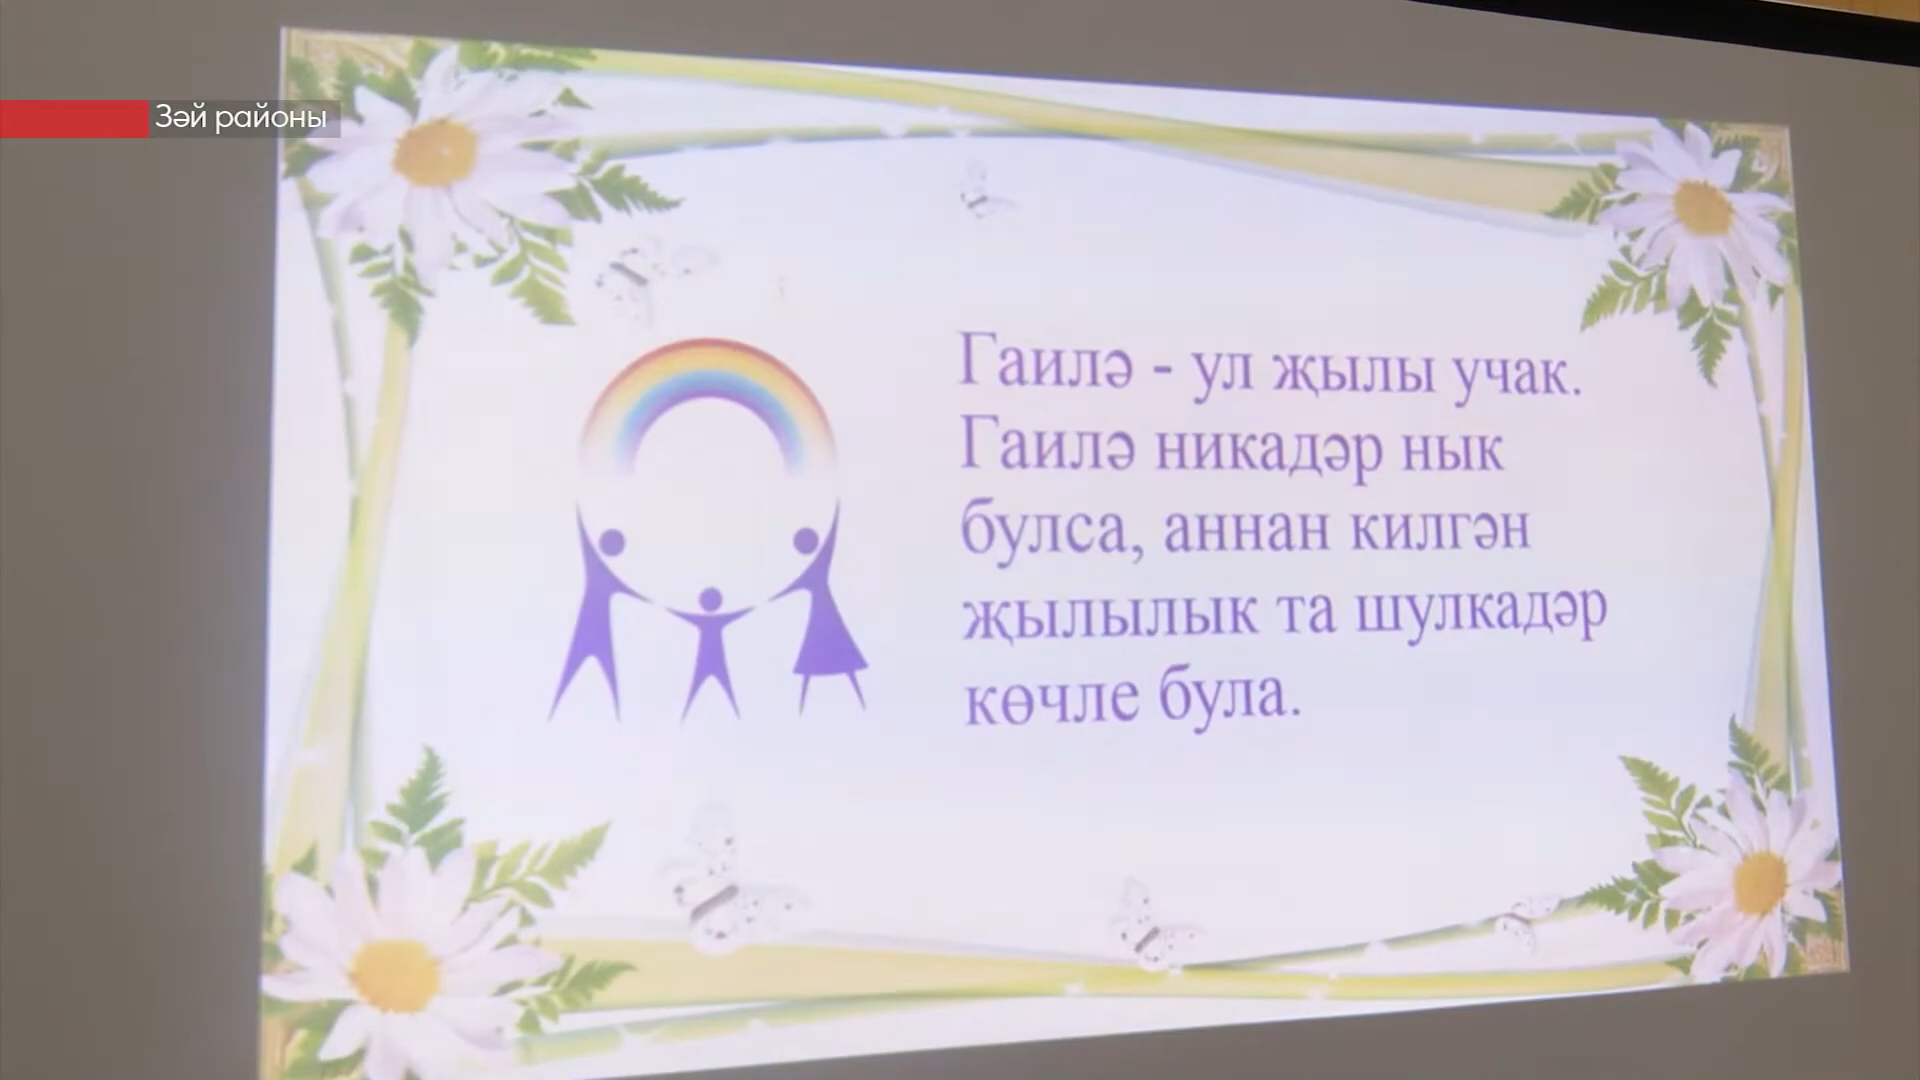 Зәй районы
Гаилә - ул җылы учак.
Гаилә никадәр нык
булса, аннан килгән
җылылык та шулкадәр
көчле була.